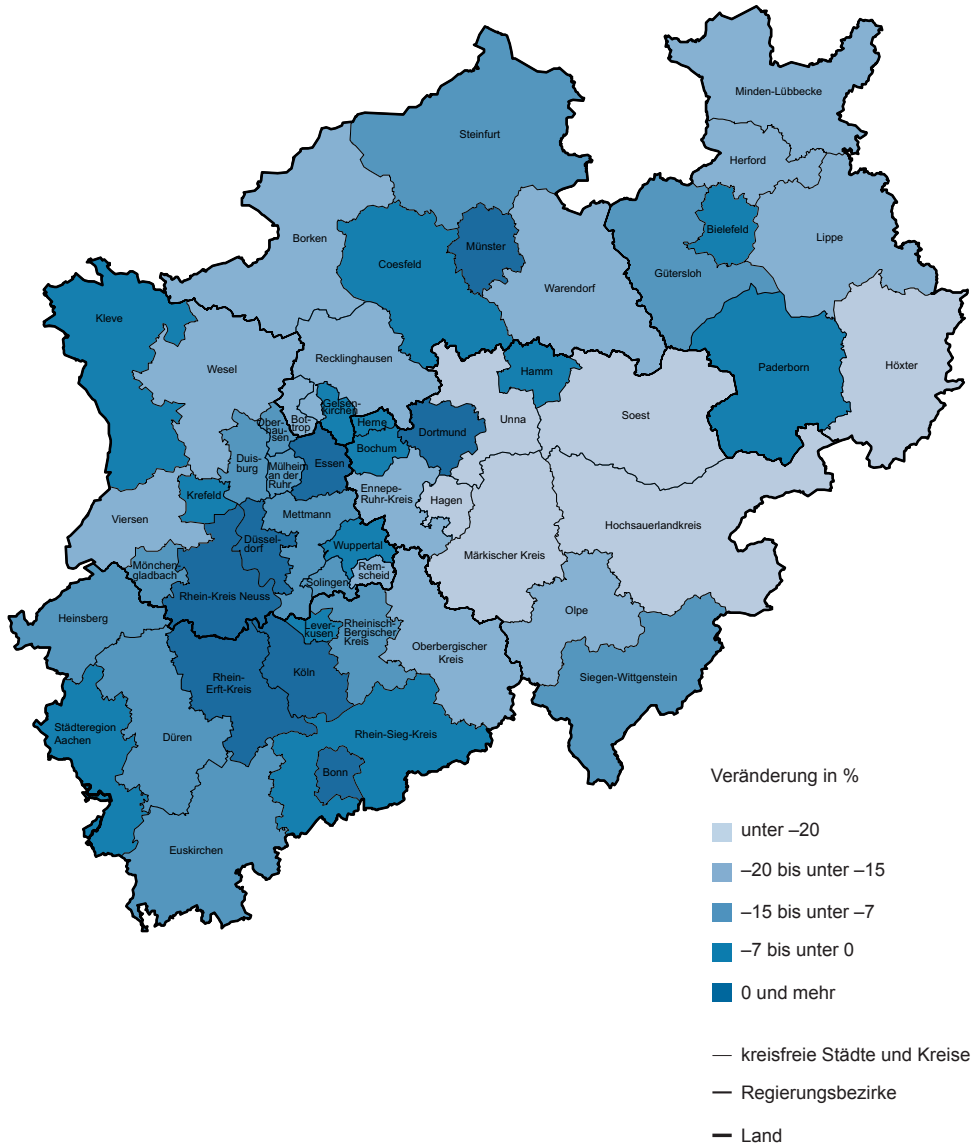 Minden-Lübbecke
Steinfurt
Herford
Borken
Münster
Bielefeld
Lippe
Coesfeld
Gütersloh
Warendorf
Kleve
Recklinghausen
Wesel
Hamm
Paderborn
Höxter
Gelsen-
kirchen
Bot-
trop
Herne
Unna
Soest
Ober-
hau-
sen
Dortmund
Bochum
Duis-
burg
Essen
Mülheim
an der
Ruhr
Ennepe-
Ruhr-Kreis
Hagen
Krefeld
Viersen
Mettmann
Hochsauerlandkreis
Düssel-
dorf
Wuppertal
Märkischer Kreis
Mönchen-
gladbach
Rem-
scheid
Solingen
Rhein-Kreis Neuss
Heinsberg
Olpe
Lever-
kusen
Rheinisch-
Bergischer
Kreis
Oberbergischer
Kreis
Rhein-
Erft-Kreis
Köln
Siegen-Wittgenstein
Städteregion
Aachen
Düren
Rhein-Sieg-Kreis
Bonn
Euskirchen
Veränderung in %
unter –20
–20 bis unter –15
–15 bis unter –7
–7 bis unter 0
0 und mehr
kreisfreie Städte und Kreise
Regierungsbezirke
Land